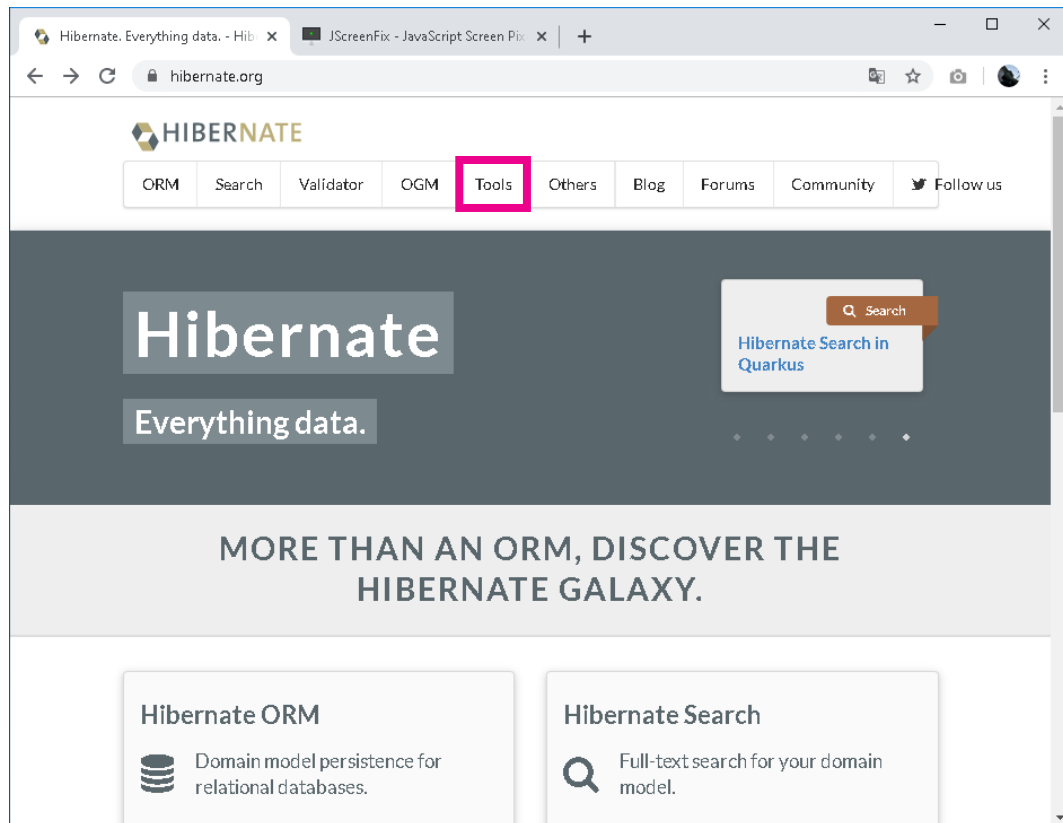 Hibernate. Everything data. - Hib
JScreenFix - JavaScript Screen Pix
hibernate.org
HIBERNATE
ORM Search Validator OGM Tools Others Blog Forums Community Follow us
Hibernate
Everything data.
Search
Hibernate Search in
Quarkus
MORE THAN AN ORM, DISCOVER THE
HIBERNATE GALAXY.
Hibernate ORM
Domain model persistence for
relational databases.
Hibernate Search
Full-text search for your domain
model.